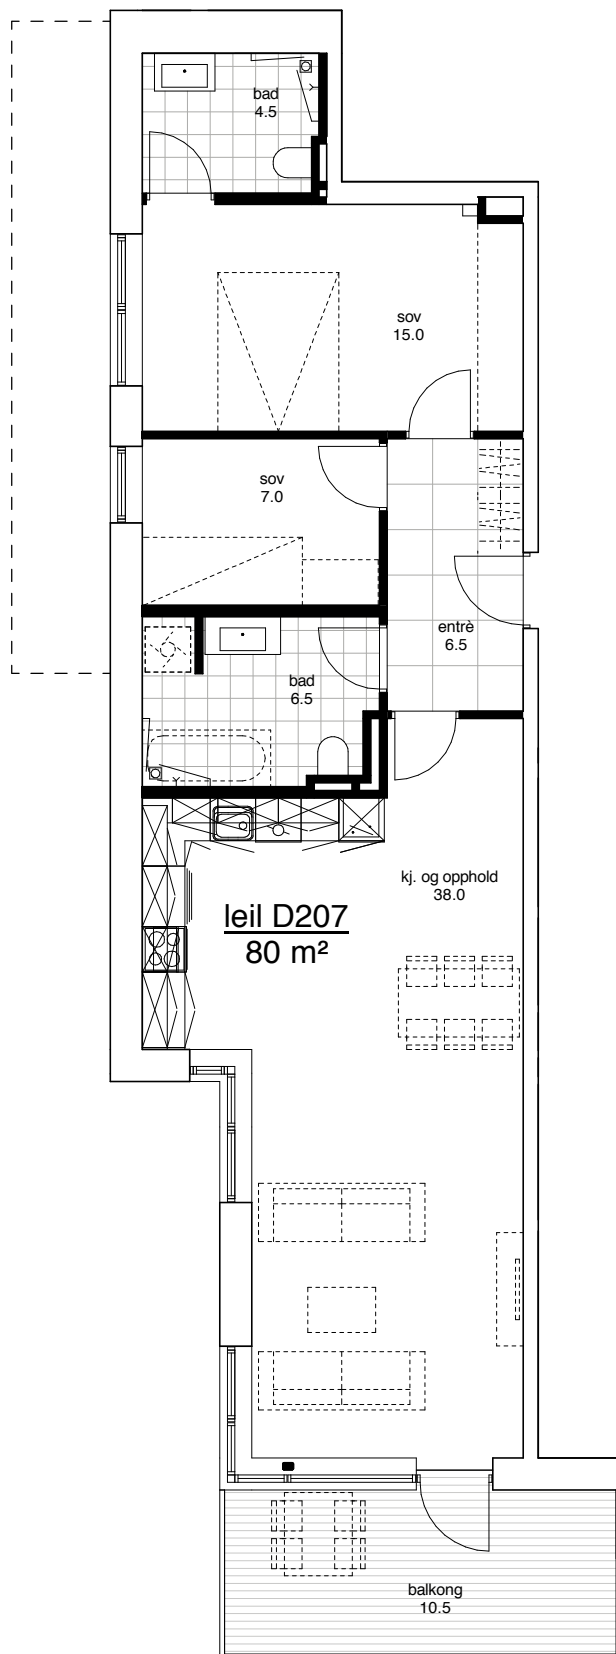 bad
4.5
sov
15.0
sov
7.0
entrè
6.5
bad
6.5
kj. og opphold
38.0
leil D207
80 m²
balkong
10.5